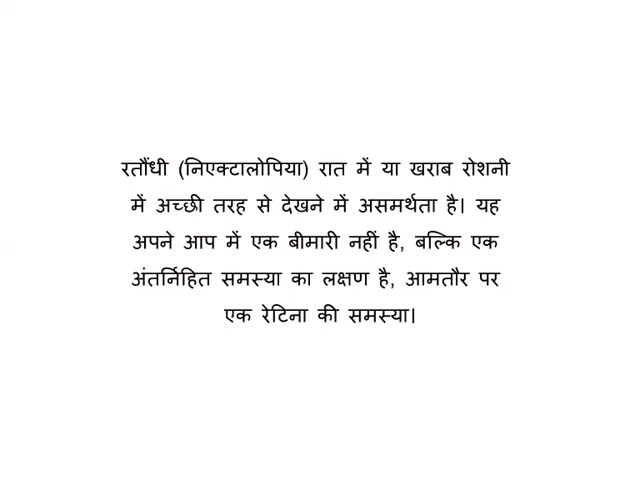 रतौंधी (निएक्टालोपिया) रात में या खराब रोशनी
में अच्छी तरह से देखने में असमर्थता है। यह
अपने आप में एक बीमारी नहीं है, बल्कि एक
अंतर्निहित समस्या का लक्षण है, आमतौर पर
एक रेटिना की समस्या।